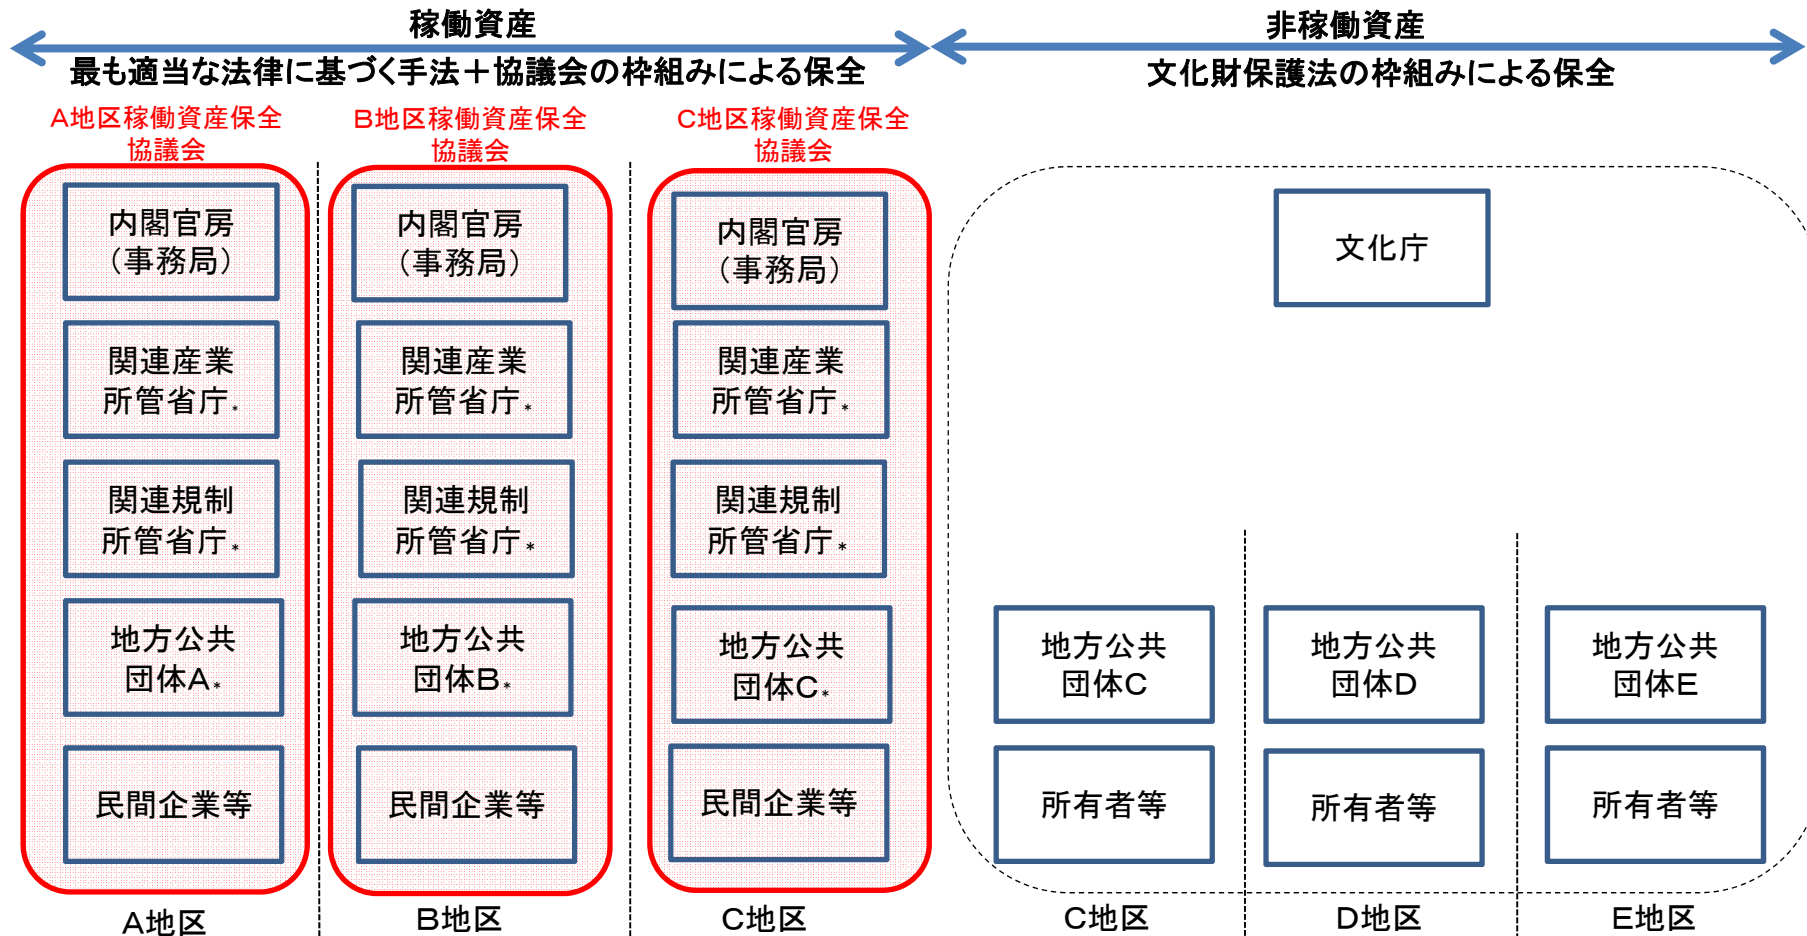 稼働資産
非稼働資産
最も適当な法律に基づく手法＋協議会の枠組みによる保全
文化財保護法の枠組みによる保全
A地区稼働資産保全
協議会
B地区稼働資産保全
協議会
C地区稼働資産保全
協議会
内閣官房
（事務局）
関連産業
所管省庁*
関連規制
所管省庁*
地方公共
団体A*
民間企業等
A地区
内閣官房
（事務局）
関連産業
所管省庁*
関連規制
所管省庁*
地方公共
団体B*
民間企業等
B地区
内閣官房
（事務局）
関連産業
所管省庁*
関連規制
所管省庁*
地方公共
団体C*
民間企業等
C地区
文化庁
地方公共
団体C
所有者等
C地区
地方公共
団体D
所有者等
D地区
地方公共
団体E
所有者等
E地区